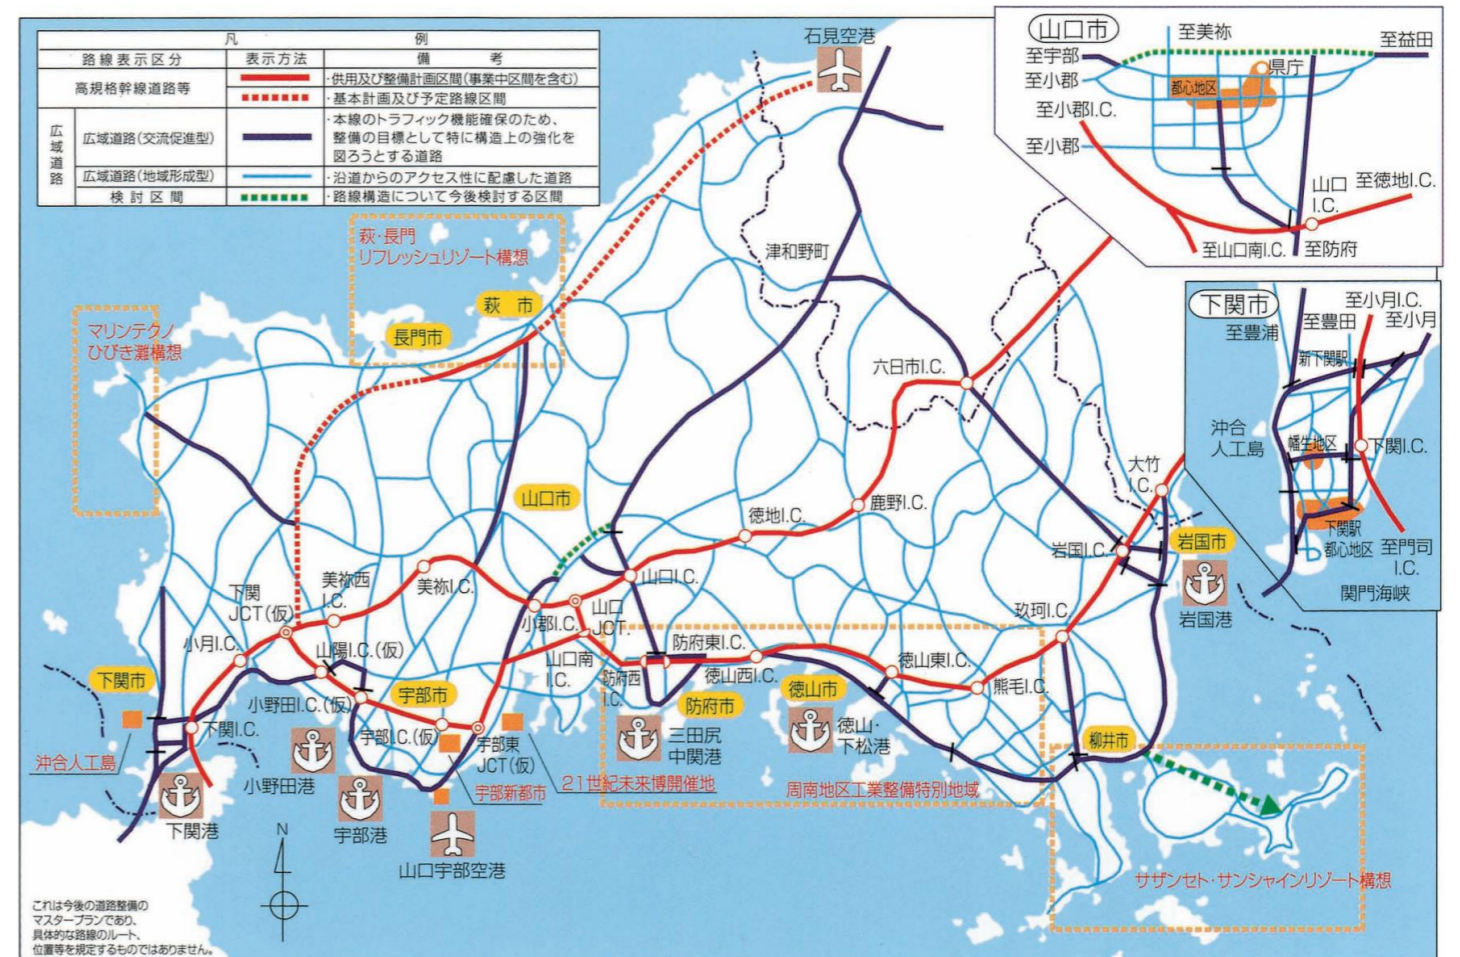 凡例
路線表示区分
表示方法
備考
高規格幹線道路等
・供用及び整備計画区間(事業中区間を含む)
・基本計画及び予定路線区間
広域道路
広域道路(交流促進型)
・本線のトラフィック機能確保のため、
整備の目標として特に構造上の強化を
図ろうとする道路
広域道路(地域形成型)
・沿道からのアクセス性に配慮した道路
検討区間
・路線構造について今後検討する区間
石見空港
山口市
至美祢
至宇部
至益田
至小郡
県庁
都心地区
至小郡I.C.
至小郡
山口
I.C.
至徳地I.C.
至山口南I.C.
至防府
下関市
至小月I.C.
至豊浦
至豊田
至小月
新下関駅
沖合
人工島
幡生地区
下関I.C.
下関駅
都心地区
至門司
I.C.
関門海峡
萩・長門
リフレッシュリゾート構想
津和野町
萩市
長門市
マリンテクノ
ひびき灘構想
六日市I.C.
大竹
I.C.
山口市
徳地I.C.
鹿野I.C.
岩国I.C.
岩国市
岩国港
美祢西
I.C.
美祢I.C.
山口I.C.
下関
JCT(仮)
小郡I.C.
山口
JCT.
玖珂I.C.
小月I.C.
山陽I.C.(仮)
防府東I.C.
山口南
I.C.
防府西
I.C.
徳山西I.C.
徳山東I.C.
熊毛I.C.
下関市
小野田I.C.(仮)
宇部市
徳山市
防府市
下関I.C.
宇部I.C.(仮)
宇部東
JCT(仮)
三田尻
中関港
徳山・
下松港
柳井市
沖合人工島
小野田港
宇部新都市
21世紀未来博開催地
周南地区工業整備特別地域
下関港
宇部港
N
山口宇部空港
サザンセト・サンシャインリゾート構想
これは今後の道路整備の
マスタープランであり、
具体的な路線のルート、
位置等を規定するものではありません。